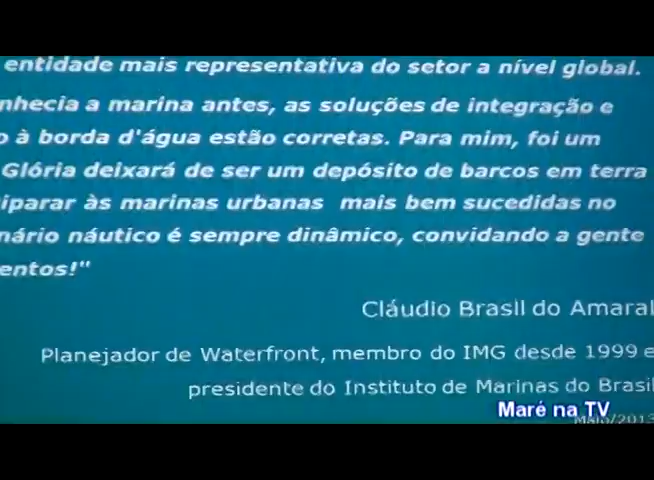 entidade mais representativa do setor a nível global.
nhecia a marina antes, as soluções de integração e
o à borda d'água estão corretas. Para mim, foi um
Glória deixará de ser um depósito de barcos em terra
iparar às marinas urbanas mais bem sucedidas no
nário náutico é sempre dinâmico, convidando a gente
entos!"
Cláudio Brasil do Amaral
Planejador de Waterfront, membro do IMG desde 1999 e
presidente do Instituto de Marinas do Brasil
Maré na TV
Maio/2013